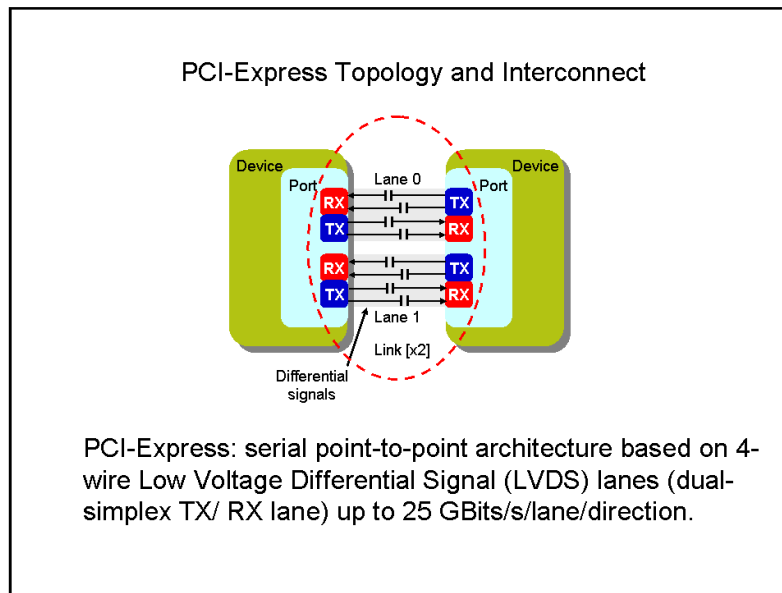 PCI-Express Topology and Interconnect
Device
Device
Port
Lane 0
Port
RX
TX
TX
RX
RX
TX
TX
RX
Lane 1
Link [x2]
Differential
signals
PCI-Express: serial point-to-point architecture based on 4-
wire Low Voltage Differential Signal (LVDS) lanes (dual-
simplex TX/ RX lane) up to 25 GBits/s/lane/direction.